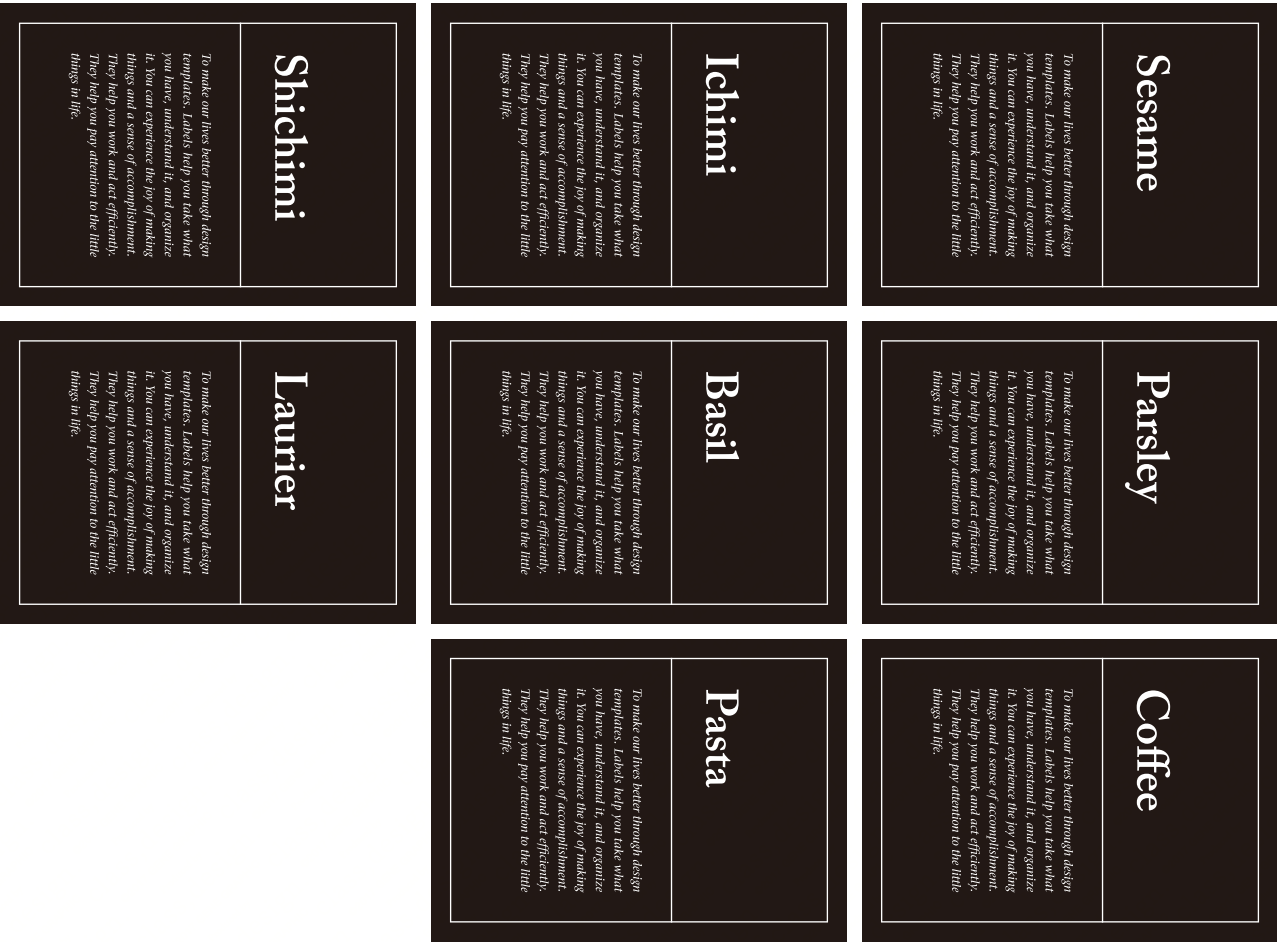 Sesame
To make our lives better through design
templates. Labels help you take what
you have, understand it, and organize
it. You can experience the joy of making
things and a sense of accomplishment.
They help you work and act efficiently.
They help you pay attention to the little
things in life.
Parsley
To make our lives better through design
templates. Labels help you take what
you have, understand it, and organize
it. You can experience the joy of making
things and a sense of accomplishment.
They help you work and act efficiently.
They help you pay attention to the little
things in life.
Coffee
To make our lives better through design
templates. Labels help you take what
you have, understand it, and organize
it. You can experience the joy of making
things and a sense of accomplishment.
They help you work and act efficiently.
They help you pay attention to the little
things in life.
Ichimi
To make our lives better through design
templates. Labels help you take what
you have, understand it, and organize
it. You can experience the joy of making
things and a sense of accomplishment.
They help you work and act efficiently.
They help you pay attention to the little
things in life.
Basil
To make our lives better through design
templates. Labels help you take what
you have, understand it, and organize
it. You can experience the joy of making
things and a sense of accomplishment.
They help you work and act efficiently.
They help you pay attention to the little
things in life.
Pasta
To make our lives better through design
templates. Labels help you take what
you have, understand it, and organize
it. You can experience the joy of making
things and a sense of accomplishment.
They help you work and act efficiently.
They help you pay attention to the little
things in life.
Shichimi
To make our lives better through design
templates. Labels help you take what
you have, understand it, and organize
it. You can experience the joy of making
things and a sense of accomplishment.
They help you work and act efficiently.
They help you pay attention to the little
things in life.
Laurier
To make our lives better through design
templates. Labels help you take what
you have, understand it, and organize
it. You can experience the joy of making
things and a sense of accomplishment.
They help you work and act efficiently.
They help you pay attention to the little
things in life.